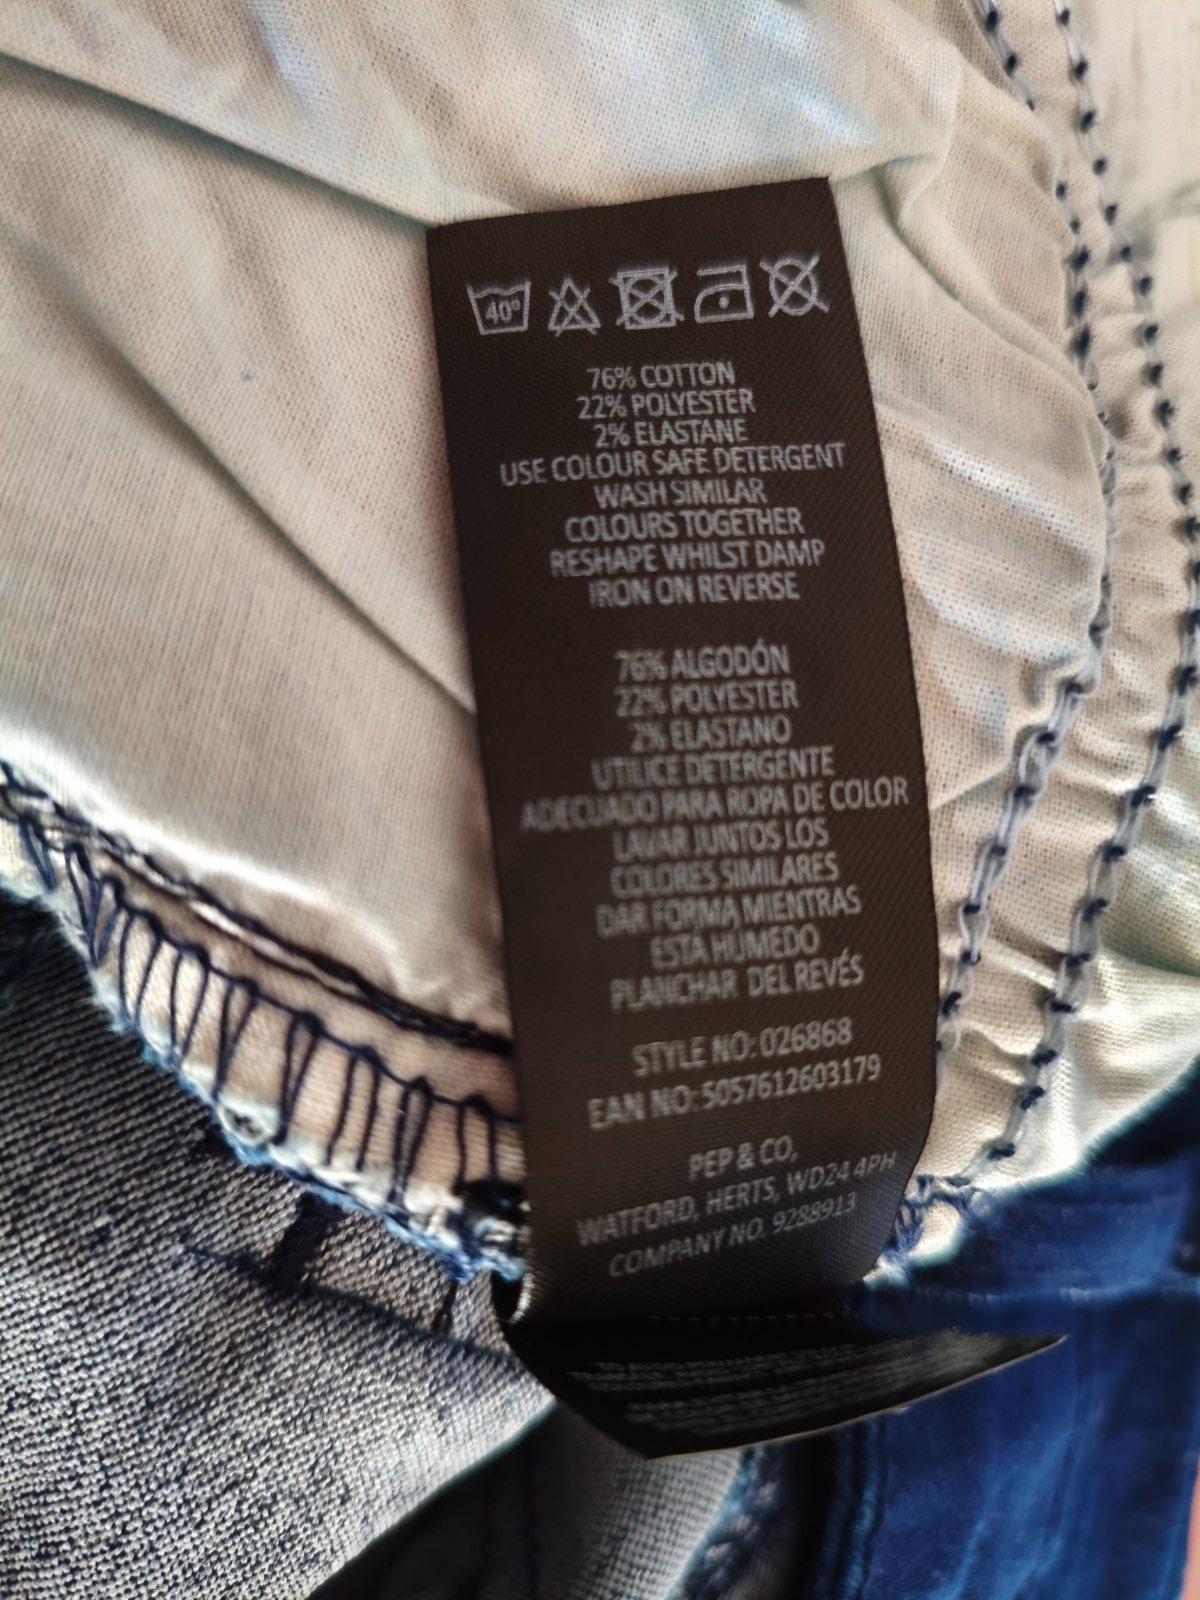 40°
76% COTTON
22% POLYESTER
2% ELASTANE
USE COLOUR SAFE DETERGENT
WASH SIMILAR
COLOURS TOGETHER
RESHAPE WHILST DAMP
IRON ON REVERSE
76% ALGODÓN
22% POLYESTER
2% ELASTANO
UTILICE DETERGENTE
ADECUADO PARA ROPA DE COLOR
LAVAR JUNTOS LOS
COLORES SIMILARES
DAR FORMA MIENTRAS
ESTA HUMEDO
PLANCHAR DEL REVÉS
STYLE NO: 026868
EAN NO: 5057612603179
PEP & CO,
WATFORD, HERTS, WD24 4PH
COMPANY NO. 9288913